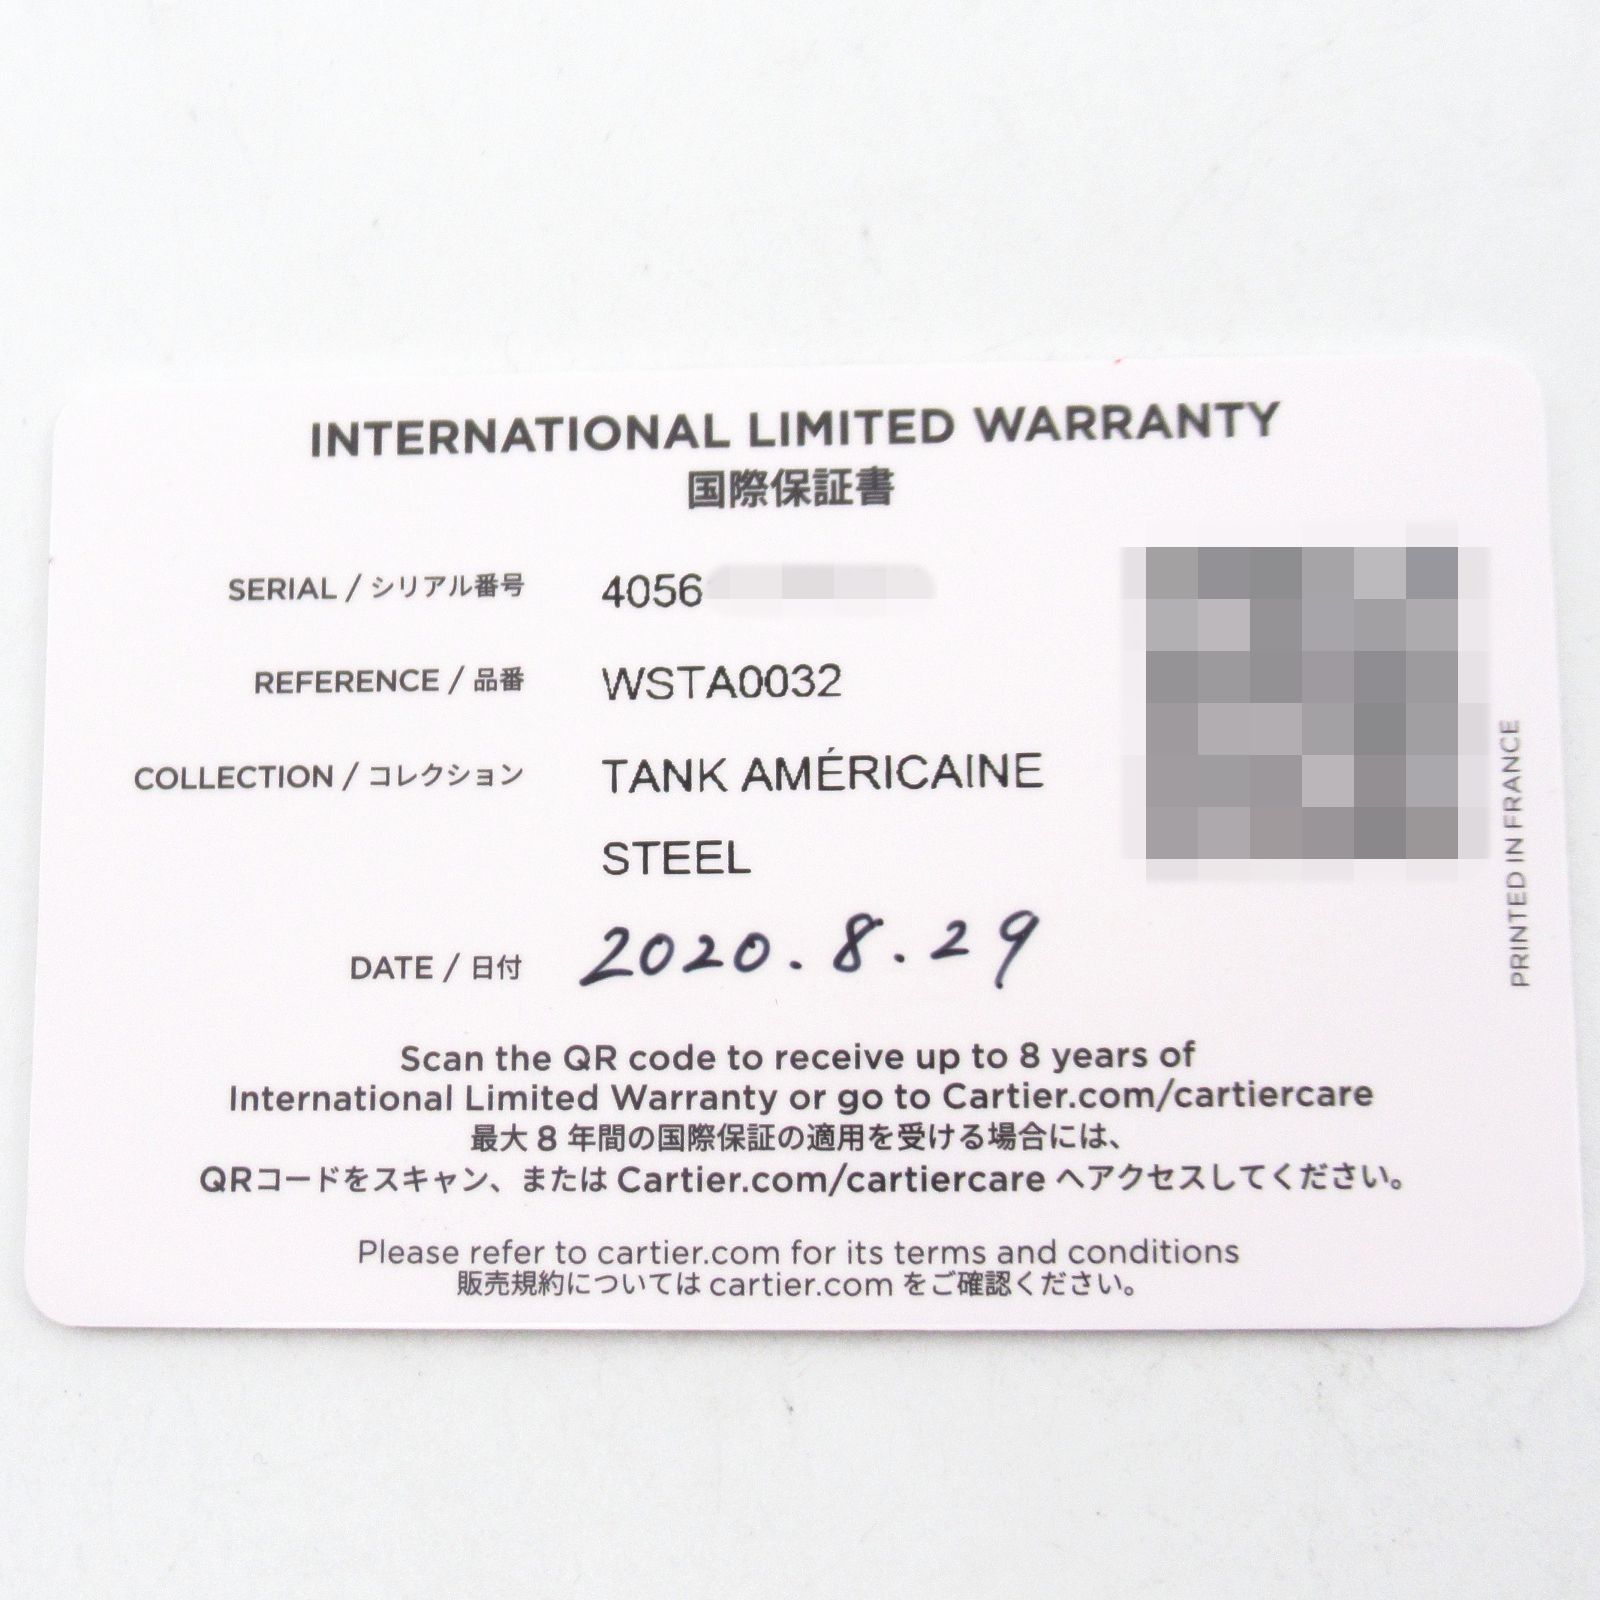 INTERNATIONAL LIMITED WARRANTY
国際保証書
SERIAL / シリアル番号 4056
REFERENCE / 品番 WSTA0032
COLLECTION / コレクション TANK AMÉRICAINE
STEEL
DATE / 日付 2020.8.29
PRINTED IN FRANCE
Scan the QR code to receive up to 8 years of
International Limited Warranty or go to Cartier.com/cartiercare
最大 8 年間の国際保証の適用を受ける場合には、
QRコードをスキャン、または Cartier.com/cartiercare へアクセスしてください。
Please refer to cartier.com for its terms and conditions
販売規約については cartier.com をご確認ください。